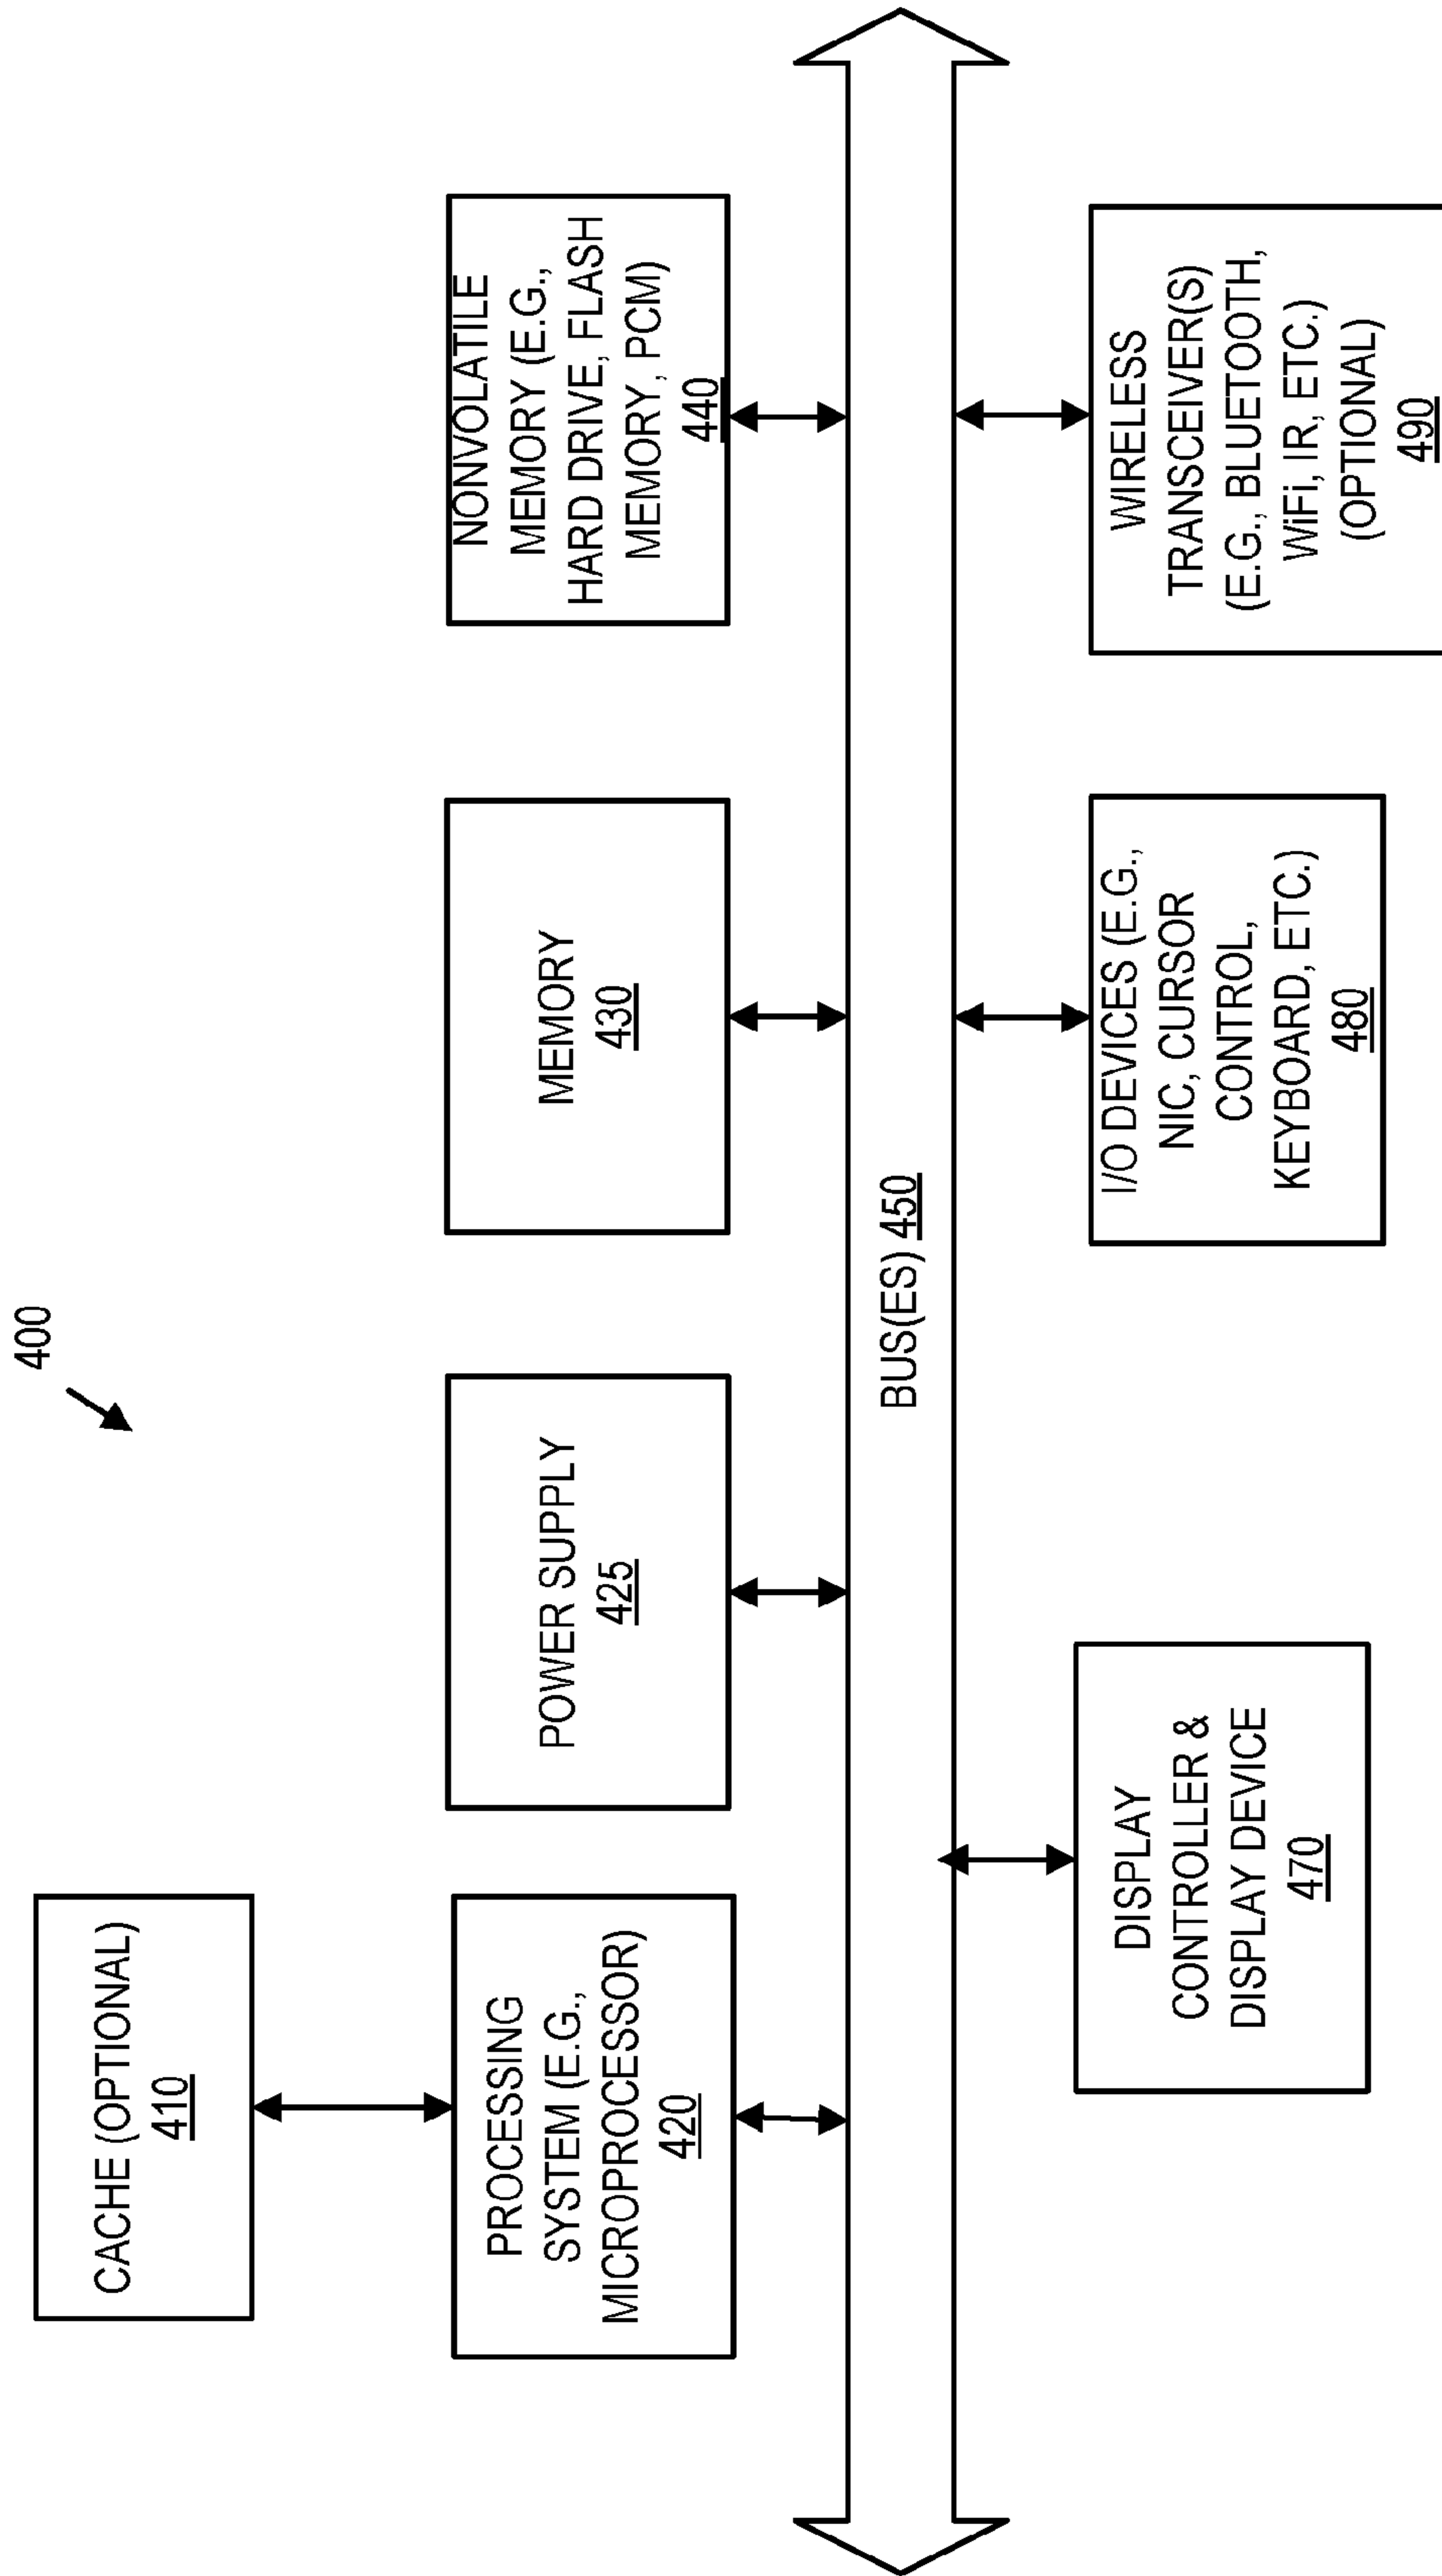 400
CACHE (OPTIONAL)
410
PROCESSING
SYSTEM (E.G.,
MICROPROCESSOR)
420
POWER SUPPLY
425
MEMORY
430
NONVOLATILE
MEMORY (E.G.,
HARD DRIVE, FLASH
MEMORY, PCM)
440
BUS(ES) 450
DISPLAY
CONTROLLER &
DISPLAY DEVICE
470
I/O DEVICES (E.G.,
NIC, CURSOR
CONTROL,
KEYBOARD, ETC.)
480
WIRELESS
TRANSCEIVER(S)
(E.G., BLUETOOTH,
WiFi, IR, ETC.)
(OPTIONAL)
490